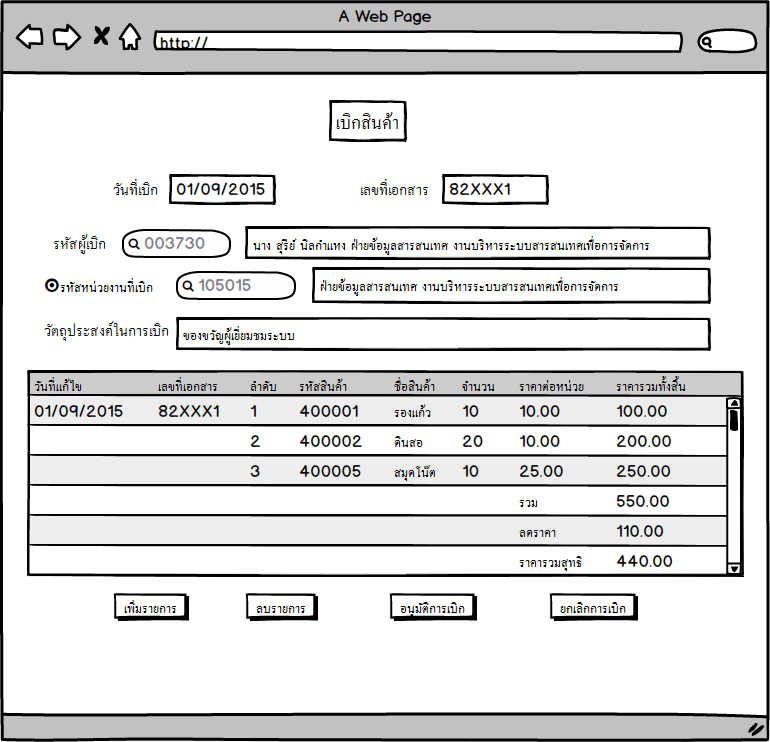 A Web Page
http://
เบิกสินค้า
วันที่เบิก 01/09/2015 เลขที่เอกสาร 82XXX1
รหัสผู้เบิก 003730 นาง สุรีย์ นิลกำแหง ฝ่ายข้อมูลสารสนเทศ งานบริหารระบบสารสนเทศเพื่อการจัดการ
รหัสหน่วยงานที่เบิก 105015 ฝ่ายข้อมูลสารสนเทศ งานบริหารระบบสารสนเทศเพื่อการจัดการ
วัตถุประสงค์ในการเบิก ของขวัญผู้เยี่ยมชมระบบ
วันที่แก้ไข เลขที่เอกสาร ลำดับ รหัสสินค้า ชื่อสินค้า จำนวน ราคาต่อหน่วย ราคารวมทั้งสิ้น
01/09/2015 82XXX1 1 400001 รองแก้ว 10 10.00 100.00
2 400002 ดินสอ 20 10.00 200.00
3 400005 สมุดโน๊ต 10 25.00 250.00
รวม 550.00
ลดราคา 110.00
ราคารวมสุทธิ 440.00
เพิ่มรายการ ลบรายการ อนุมัติการเบิก ยกเลิกการเบิก